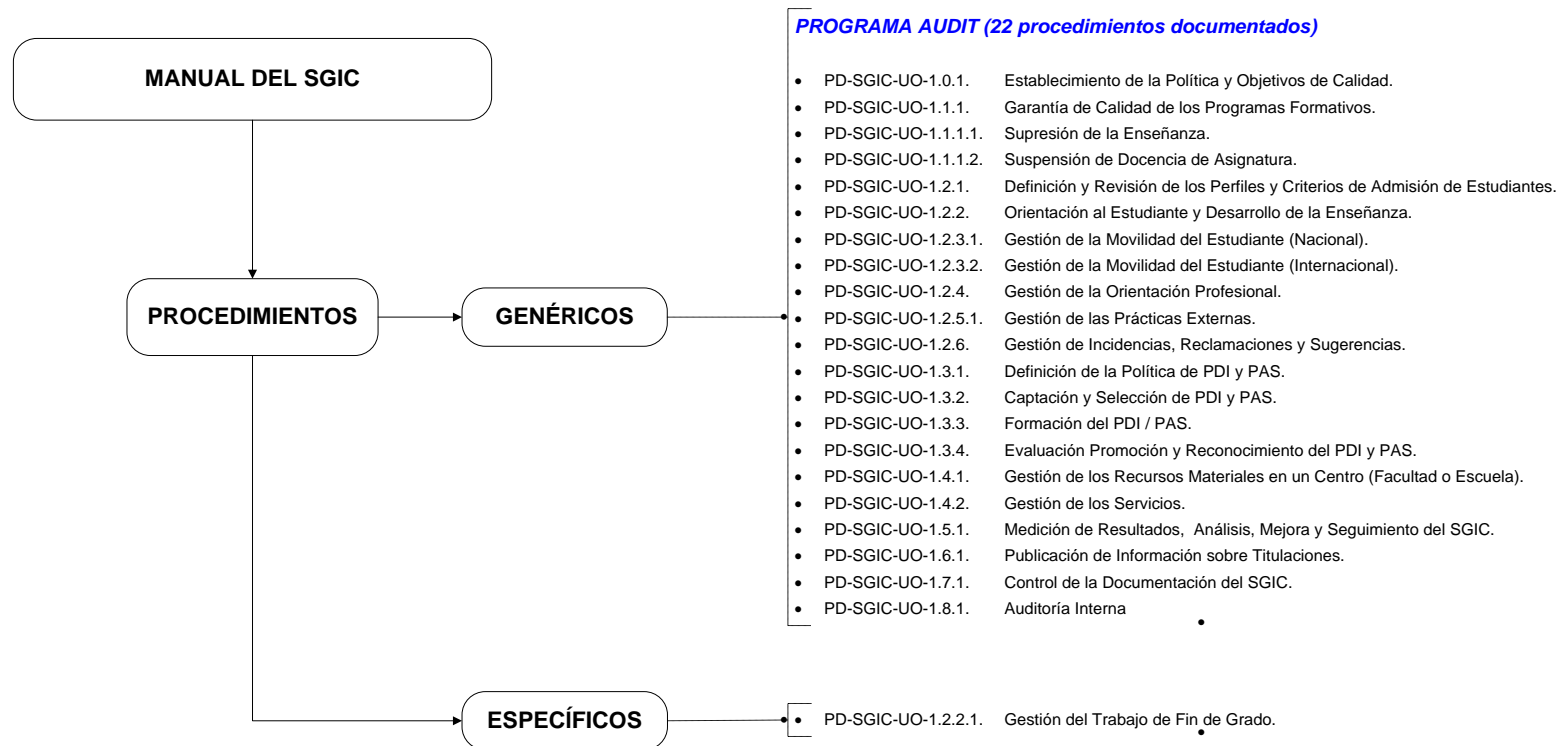 MANUAL DEL SGIC
PROCEDIMIENTOS
GENÉRICOS
PROGRAMA AUDIT (22 procedimientos documentados)
• PD-SGIC-UO-1.0.1. Establecimiento de la Política y Objetivos de Calidad.
• PD-SGIC-UO-1.1.1. Garantía de Calidad de los Programas Formativos.
• PD-SGIC-UO-1.1.1.1. Supresión de la Enseñanza.
• PD-SGIC-UO-1.1.1.2. Suspensión de Docencia de Asignatura.
• PD-SGIC-UO-1.2.1. Definición y Revisión de los Perfiles y Criterios de Admisión de Estudiantes.
• PD-SGIC-UO-1.2.2. Orientación al Estudiante y Desarrollo de la Enseñanza.
• PD-SGIC-UO-1.2.3.1. Gestión de la Movilidad del Estudiante (Nacional).
• PD-SGIC-UO-1.2.3.2. Gestión de la Movilidad del Estudiante (Internacional).
• PD-SGIC-UO-1.2.4. Gestión de la Orientación Profesional.
• PD-SGIC-UO-1.2.5.1. Gestión de las Prácticas Externas.
• PD-SGIC-UO-1.2.6. Gestión de Incidencias, Reclamaciones y Sugerencias.
• PD-SGIC-UO-1.3.1. Definición de la Política de PDI y PAS.
• PD-SGIC-UO-1.3.2. Captación y Selección de PDI y PAS.
• PD-SGIC-UO-1.3.3. Formación del PDI / PAS.
• PD-SGIC-UO-1.3.4. Evaluación Promoción y Reconocimiento del PDI y PAS.
• PD-SGIC-UO-1.4.1. Gestión de los Recursos Materiales en un Centro (Facultad o Escuela).
• PD-SGIC-UO-1.4.2. Gestión de los Servicios.
• PD-SGIC-UO-1.5.1. Medición de Resultados, Análisis, Mejora y Seguimiento del SGIC.
• PD-SGIC-UO-1.6.1. Publicación de Información sobre Titulaciones.
• PD-SGIC-UO-1.7.1. Control de la Documentación del SGIC.
• PD-SGIC-UO-1.8.1. Auditoría Interna
ESPECÍFICOS
• PD-SGIC-UO-1.2.2.1. Gestión del Trabajo de Fin de Grado.